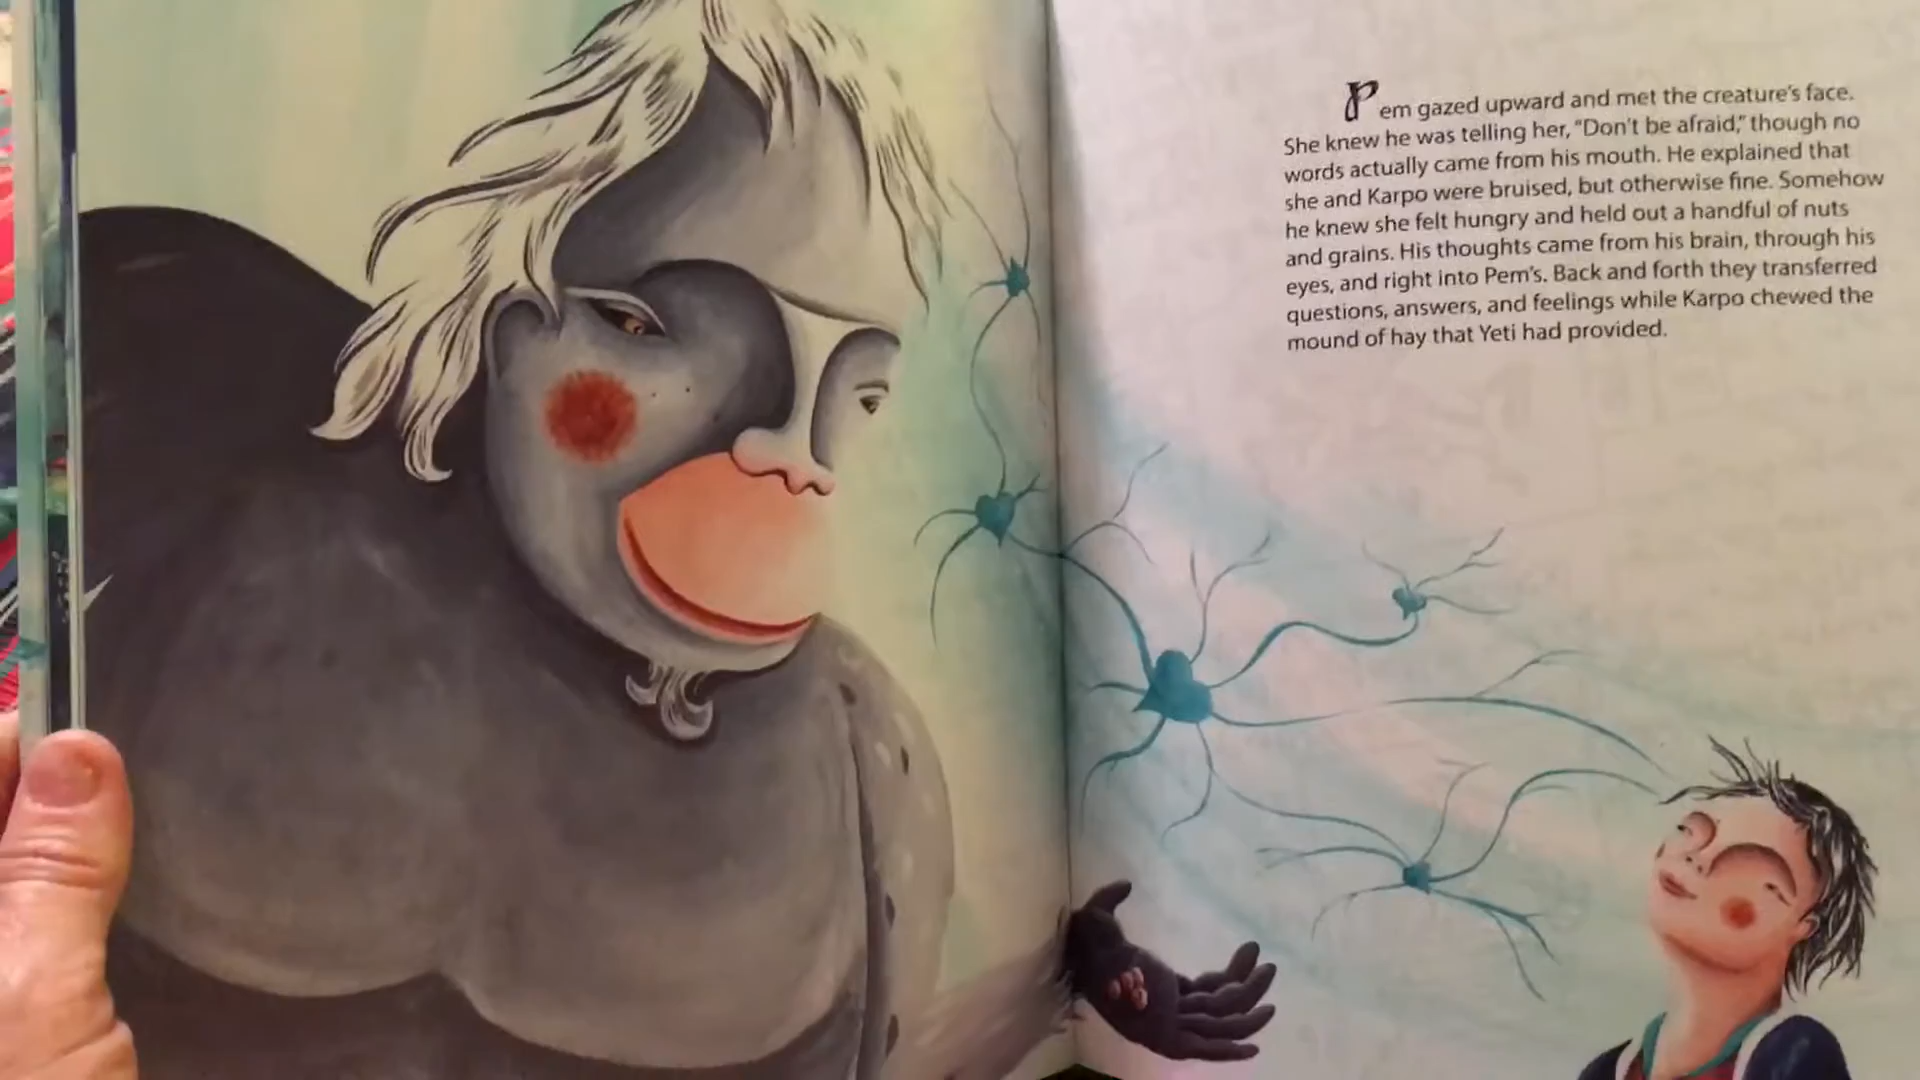 Pem gazed upward and met the creature's face.
She knew he was telling her, “Don't be afraid,” though no
words actually came from his mouth. He explained that
she and Karpo were bruised, but otherwise fine. Somehow
he knew she felt hungry and held out a handful of nuts
and grains. His thoughts came from his brain, through his
eyes, and right into Pem's. Back and forth they transferred
questions, answers, and feelings while Karpo chewed the
mound of hay that Yeti had provided.